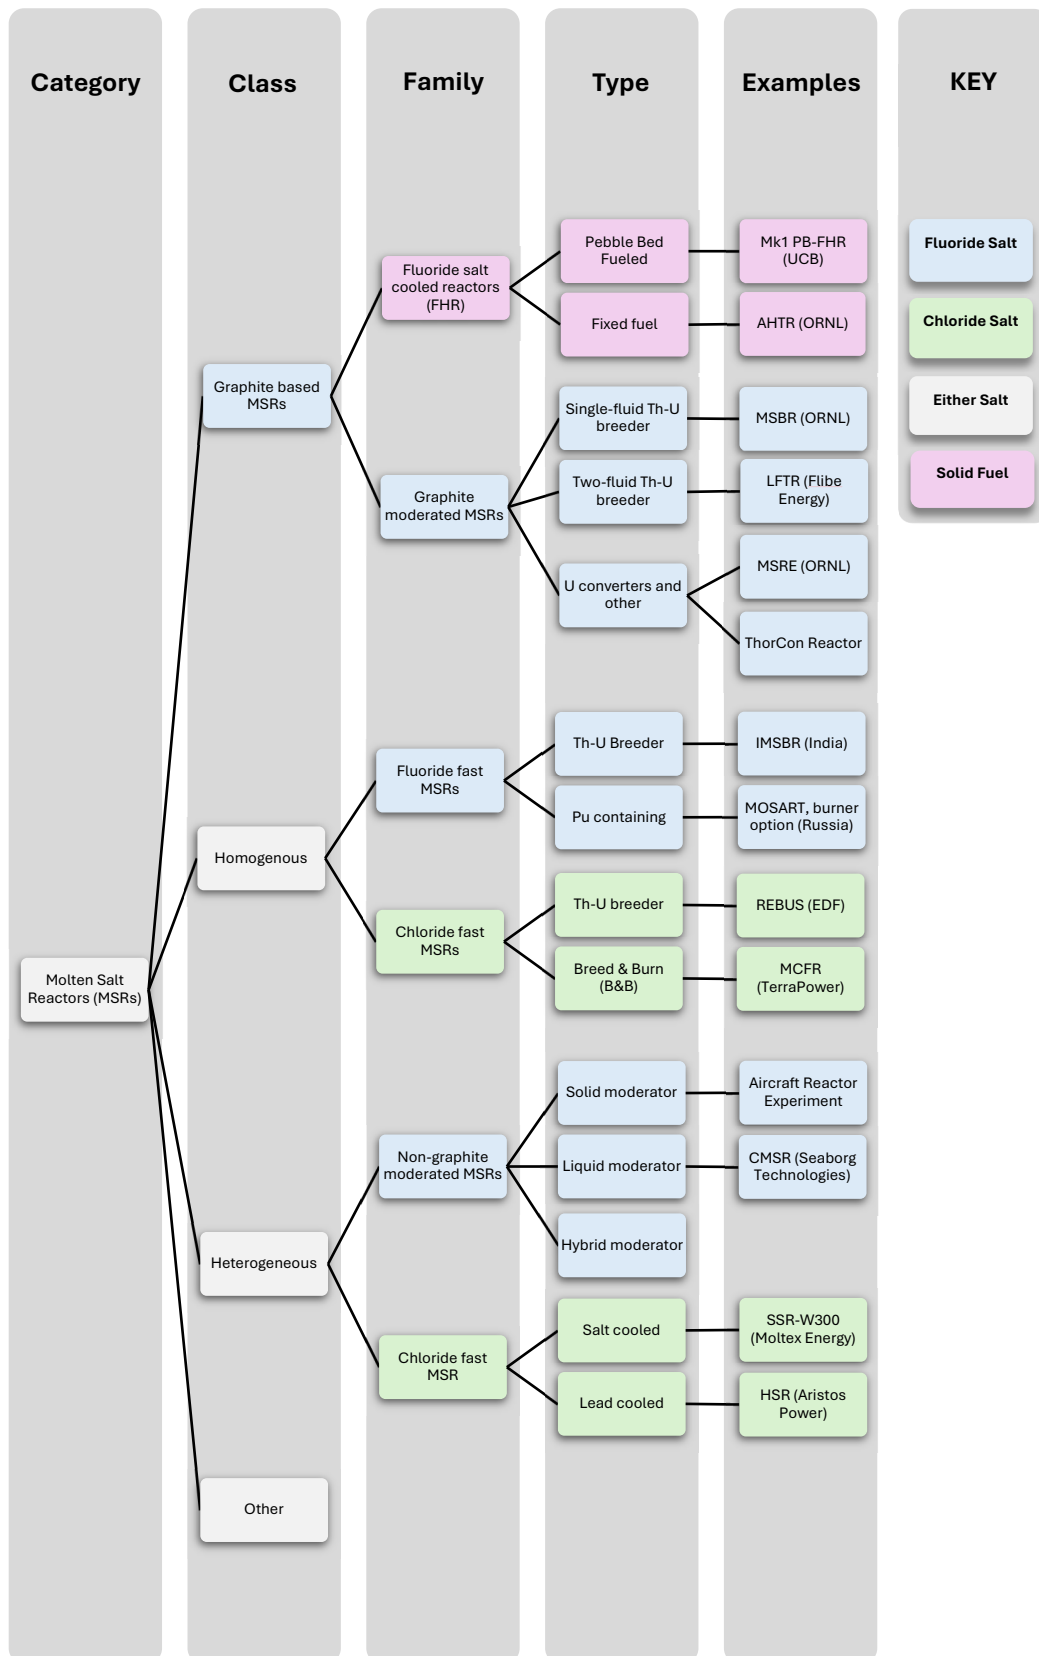 Category
Class
Family
Type
Examples
KEY
Fluoride Salt
Chloride Salt
Either Salt
Solid Fuel
Molten Salt
Reactors (MSRs)
Graphite based
MSRs
Fluoride salt
cooled reactors
(FHR)
Pebble Bed
Fueled
Mk1 PB-FHR
(UCB)
Fixed fuel
AHTR (ORNL)
Graphite
moderated MSRs
Single-fluid Th-U
breeder
MSBR (ORNL)
Two-fluid Th-U
breeder
LFTR (Flibe
Energy)
U converters and
other
MSRE (ORNL)
ThorCon Reactor
Homogenous
Fluoride fast
MSRs
Th-U Breeder
IMSBR (India)
Pu containing
MOSART, burner
option (Russia)
Chloride fast
MSRs
Th-U breeder
REBUS (EDF)
Breed & Burn
(B&B)
MCFR
(TerraPower)
Heterogeneous
Non-graphite
moderated MSRs
Solid moderator
Aircraft Reactor
Experiment
Liquid moderator
CMSR (Seaborg
Technologies)
Hybrid moderator
Chloride fast
MSR
Salt cooled
SSR-W300
(Moltex Energy)
Lead cooled
HSR (Aristos
Power)
Other